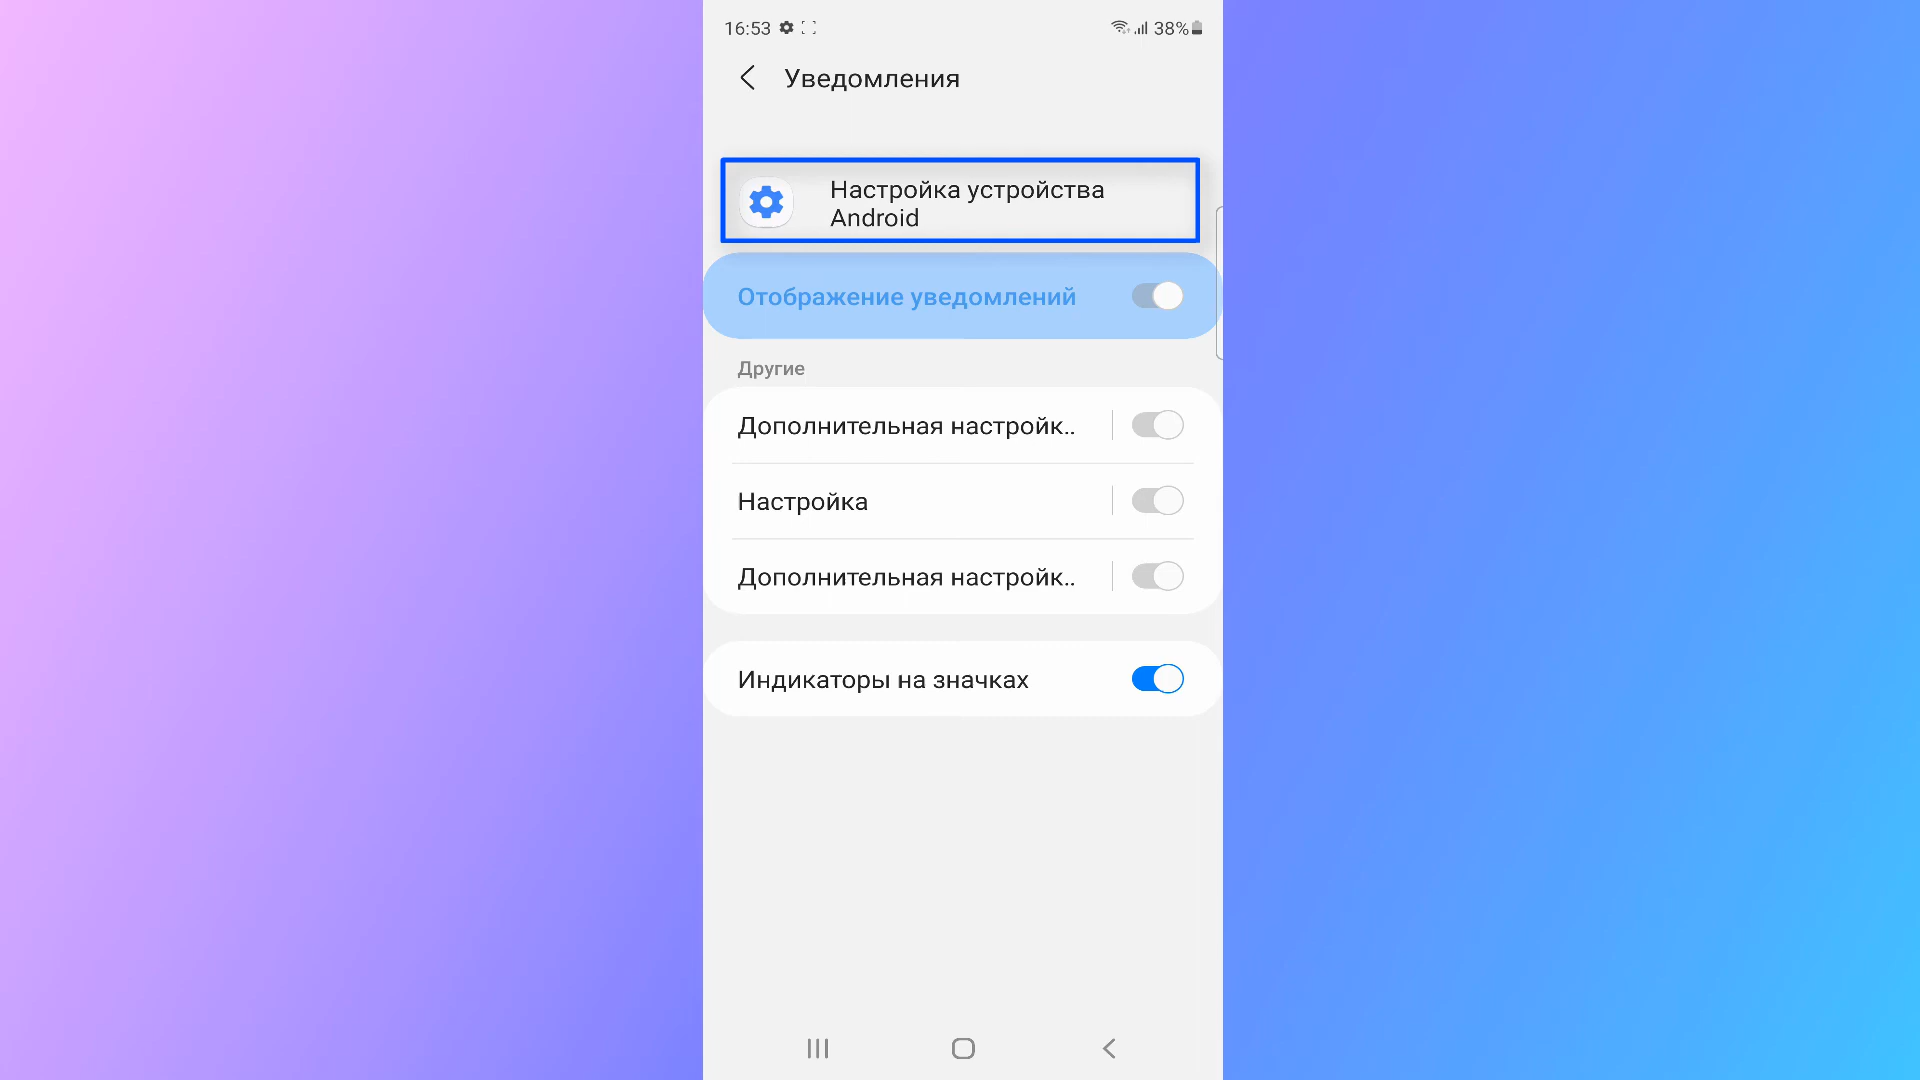 16:53
38%
Уведомления
Настройка устройства
Android
Отображение уведомлений
Другие
Дополнительная настройк..
Настройка
Дополнительная настройк..
Индикаторы на значках